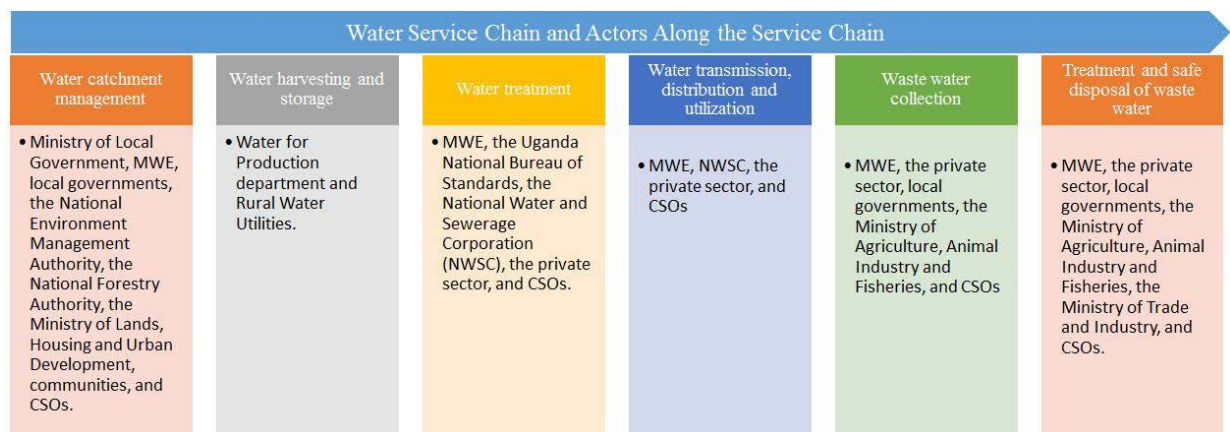 Water Service Chain and Actors Along the Service Chain
Water catchment
management
• Ministry of Local
Government, MWE,
local governments,
the National
Environment
Management
Authority, the
National Forestry
Authority, the
Ministry of Lands,
Housing and Urban
Development,
communities, and
CSOs.
Water harvesting and
storage
• Water for
Production
department and
Rural Water
Utilities.
Water treatment
• MWE, the Uganda
National Bureau of
Standards, the
National Water and
Sewerage
Corporation
(NWSC), the private
sector, and CSOs.
Water transmission,
distribution and
utilization
• MWE, NWSC, the
private sector, and
CSOs
Waste water
collection
• MWE, the private
sector, local
governments, the
Ministry of
Agriculture, Animal
Industry and
Fisheries, and CSOs
Treatment and safe
disposal of waste
water
• MWE, the private
sector, local
governments, the
Ministry of
Agriculture, Animal
Industry and
Fisheries, the
Ministry of Trade
and Industry, and
CSOs.